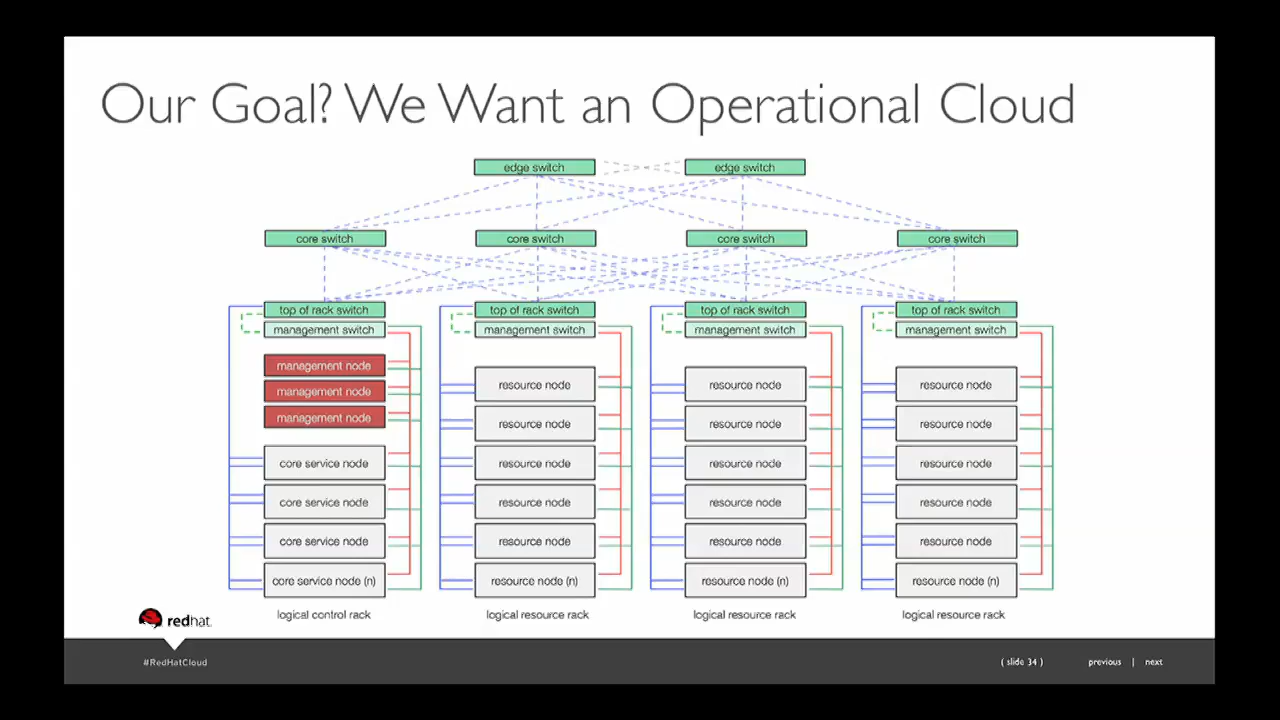 Our Goal? We Want an Operational Cloud
edge switch edge switch
core switch core switch core switch core switch
top of rack switch top of rack switch top of rack switch top of rack switch
management switch management switch management switch management switch
management node
management node
management node
core service node
core service node
core service node
core service node (n)
logical control rack
resource node
resource node
resource node
resource node
resource node
resource node (n)
logical resource rack
resource node
resource node
resource node
resource node
resource node
resource node (n)
logical resource rack
resource node
resource node
resource node
resource node
resource node
resource node (n)
logical resource rack
redhat.
#RedHatCloud
( slide 34 ) previous | next